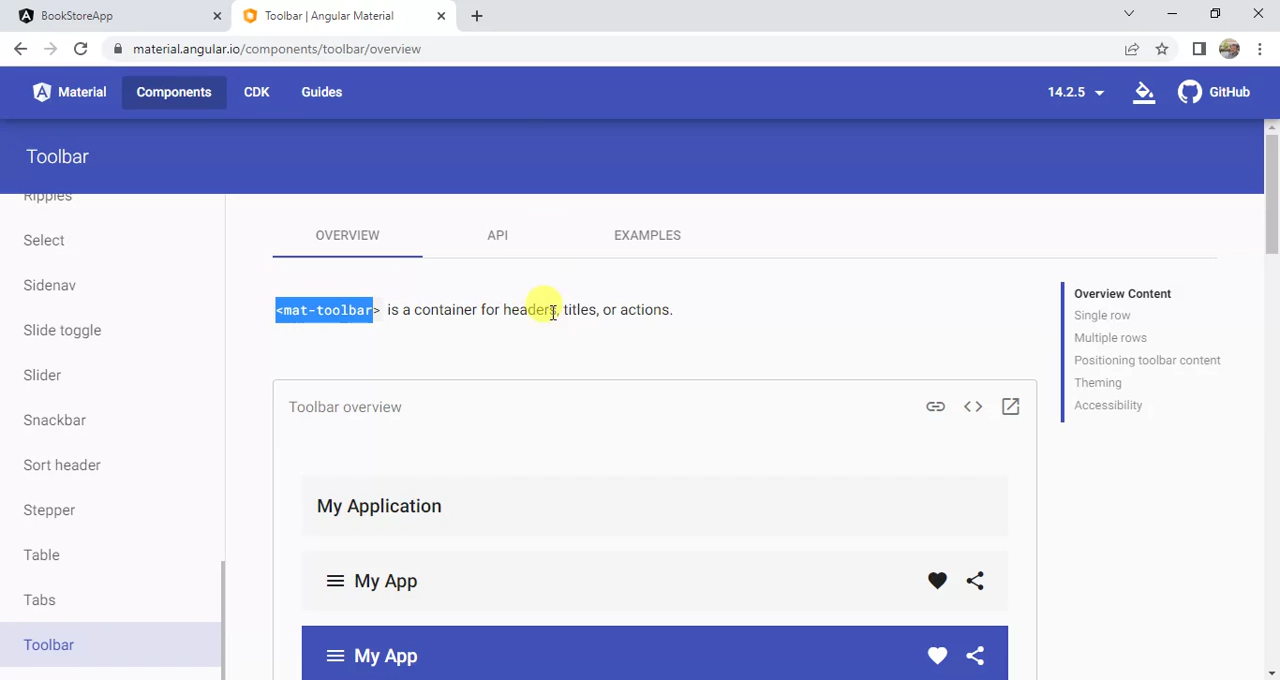 BookStoreApp
Toolbar | Angular Material
material.angular.io/components/toolbar/overview
Material Components CDK Guides 14.2.5 GitHub
Toolbar
Ripples
Select
Sidenav
Slide toggle
Slider
Snackbar
Sort header
Stepper
Table
Tabs
Toolbar
OVERVIEW API EXAMPLES
<mat-toolbar> is a container for headers, titles, or actions.
Toolbar overview
My Application
My App
My App
Overview Content
Single row
Multiple rows
Positioning toolbar content
Theming
Accessibility